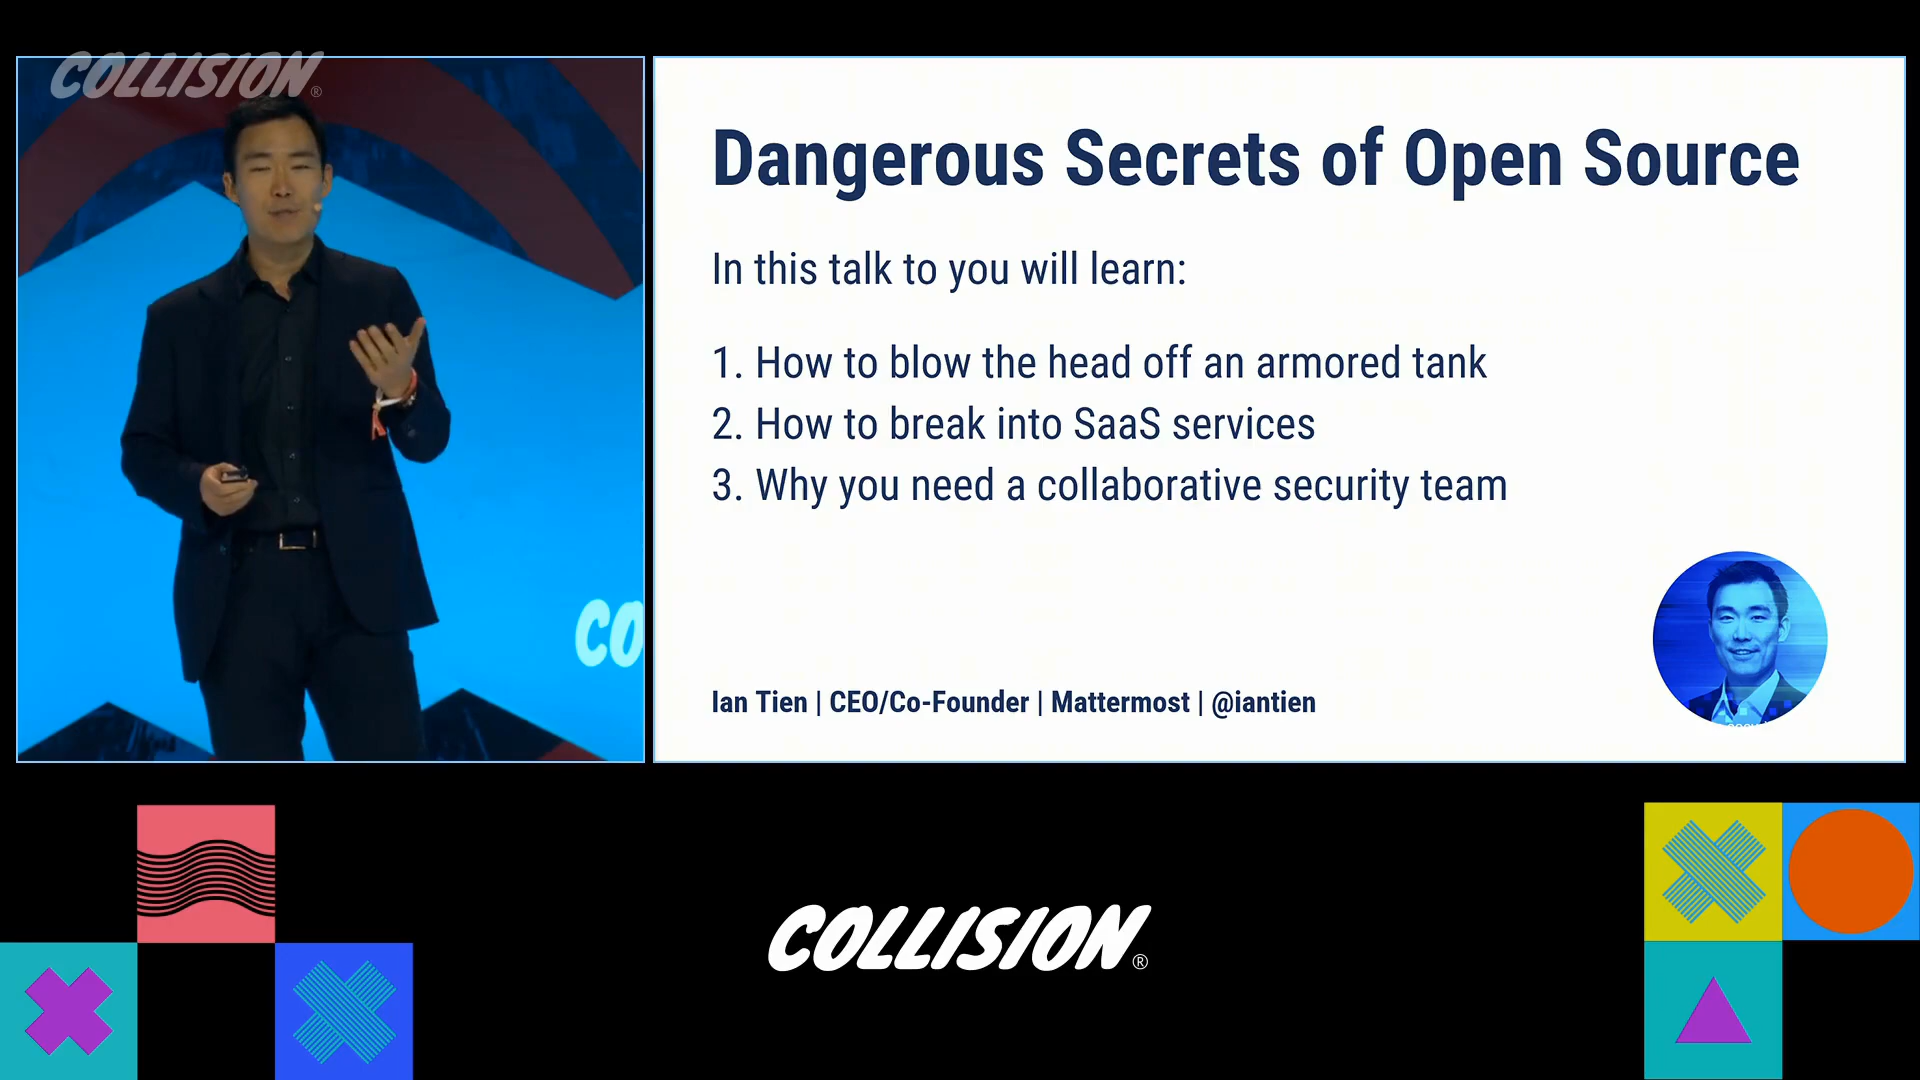 COLLISION®
Dangerous Secrets of Open Source
In this talk to you will learn:
1. How to blow the head off an armored tank
2. How to break into SaaS services
3. Why you need a collaborative security team
Ian Tien | CEO/Co-Founder | Mattermost | @iantien
CO
COLLISION®